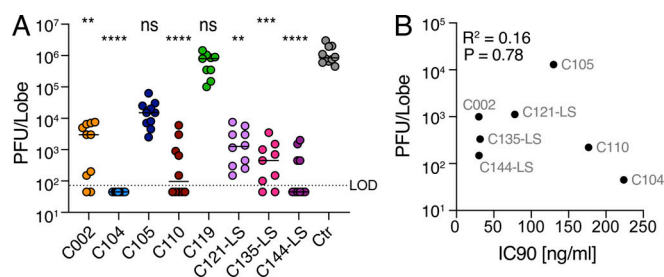 A
** **** ns **** ns ** *** ****
PFU/Lobe
10⁷
10⁶
10⁵
10⁴
10³
10²
10¹
LOD
C002 C104 C105 C110 C119 C121-LS C135-LS C144-LS Ctr
B
PFU/Lobe
10⁵
10⁴
10³
10²
10¹
R² = 0.16
P = 0.78
C105
C002
C121-LS
C135-LS
C110
C144-LS
C104
0 50 100 150 200 250
IC90 [ng/ml]